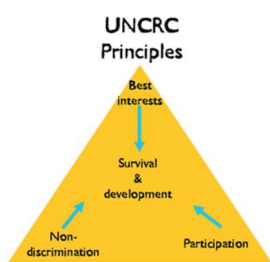 UNCRC
Principles
Best
interests
Survival
&
development
Non-
discrimination
Participation